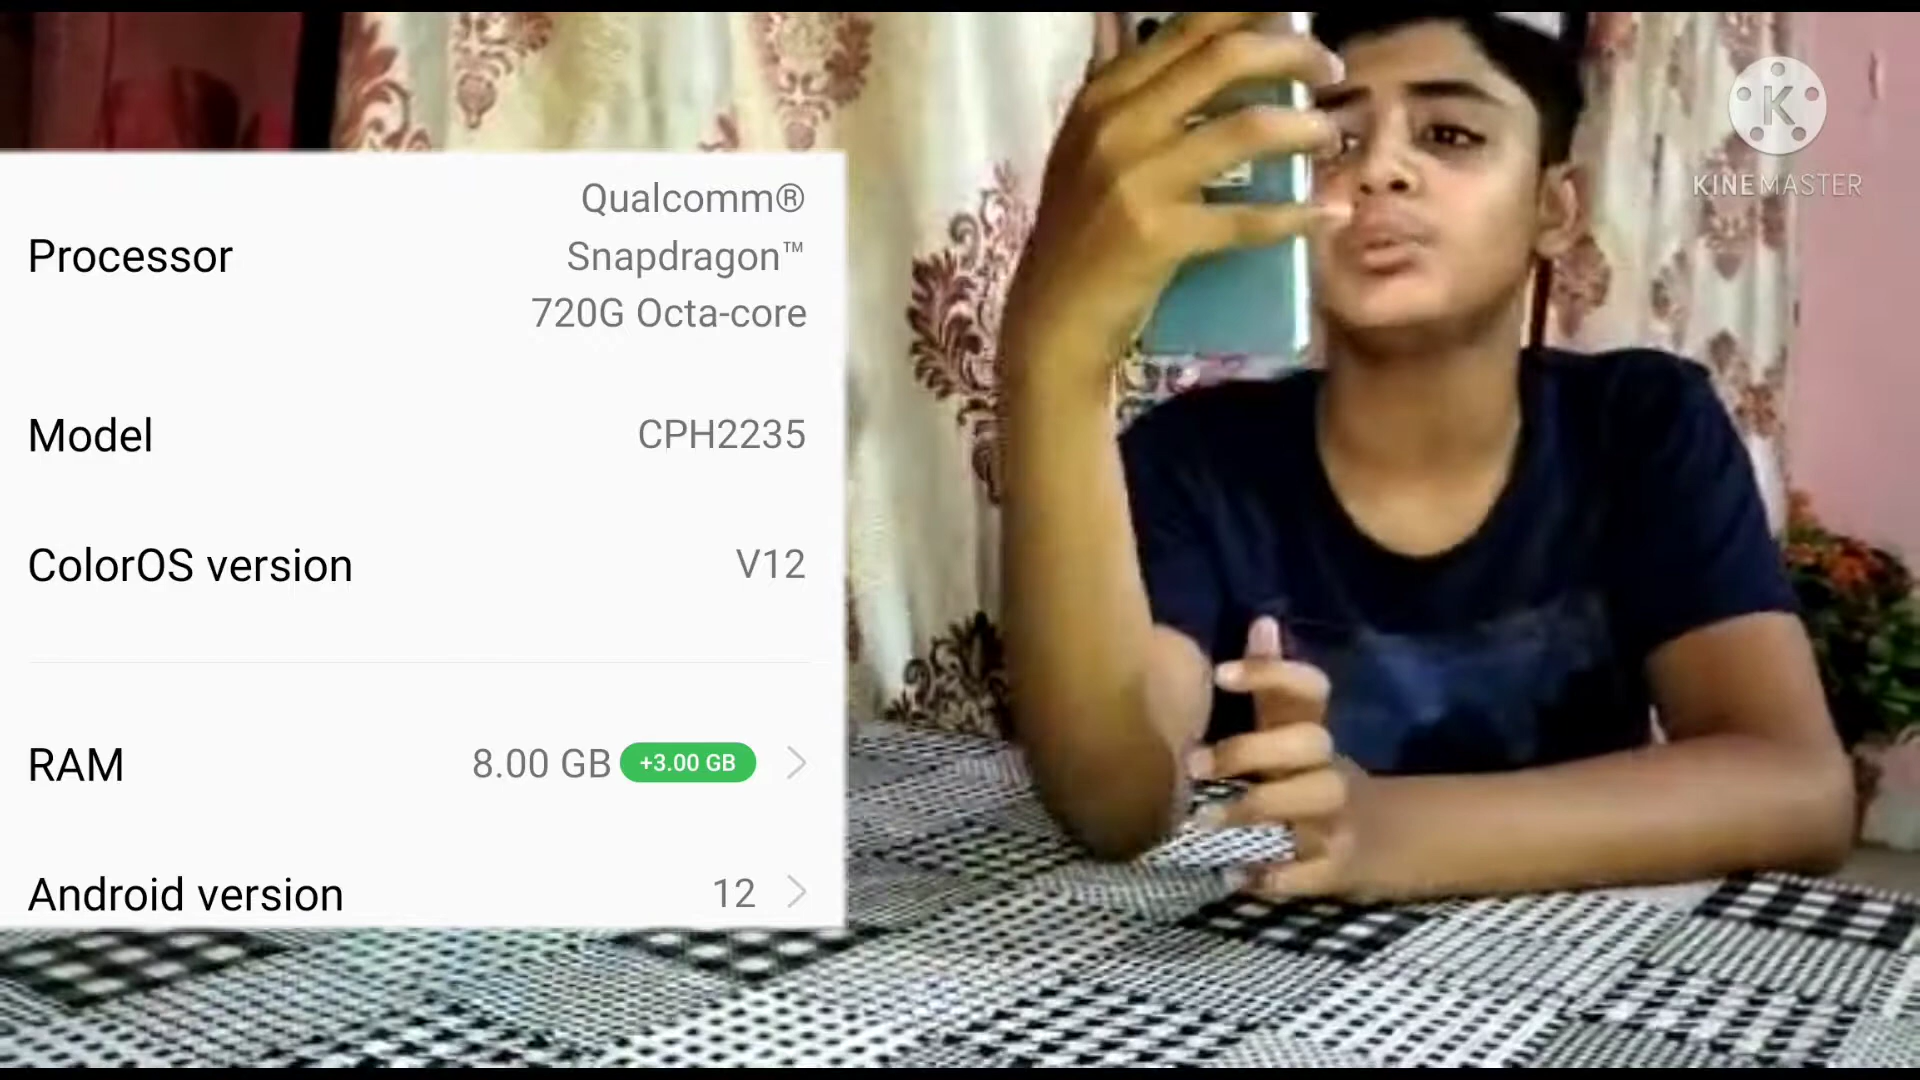 Processor
Qualcomm®
Snapdragon™
720G Octa-core
Model
CPH2235
ColorOS version
V12
RAM
8.00 GB
+3.00 GB
Android version
12
K
KINEMASTER